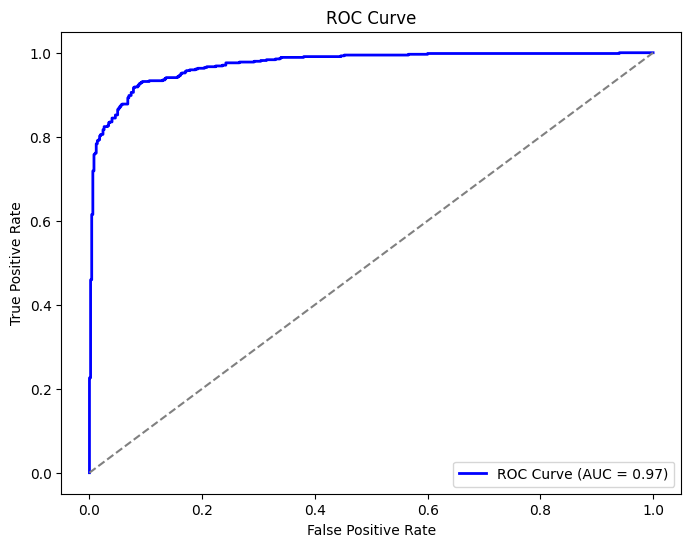 ROC Curve
1.0
0.8
0.6
0.4
0.2
0.0
True Positive Rate
ROC Curve (AUC = 0.97)
0.0 0.2 0.4 0.6 0.8 1.0
False Positive Rate